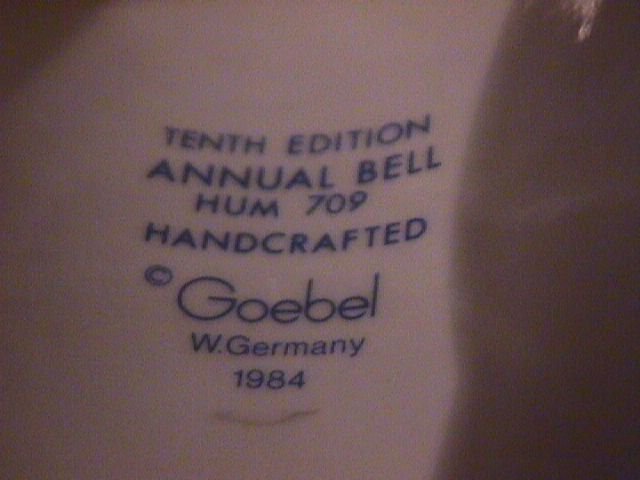 TENTH EDITION
ANNUAL BELL
HUM 709
HANDCRAFTED
© Goebel
W.Germany
1984